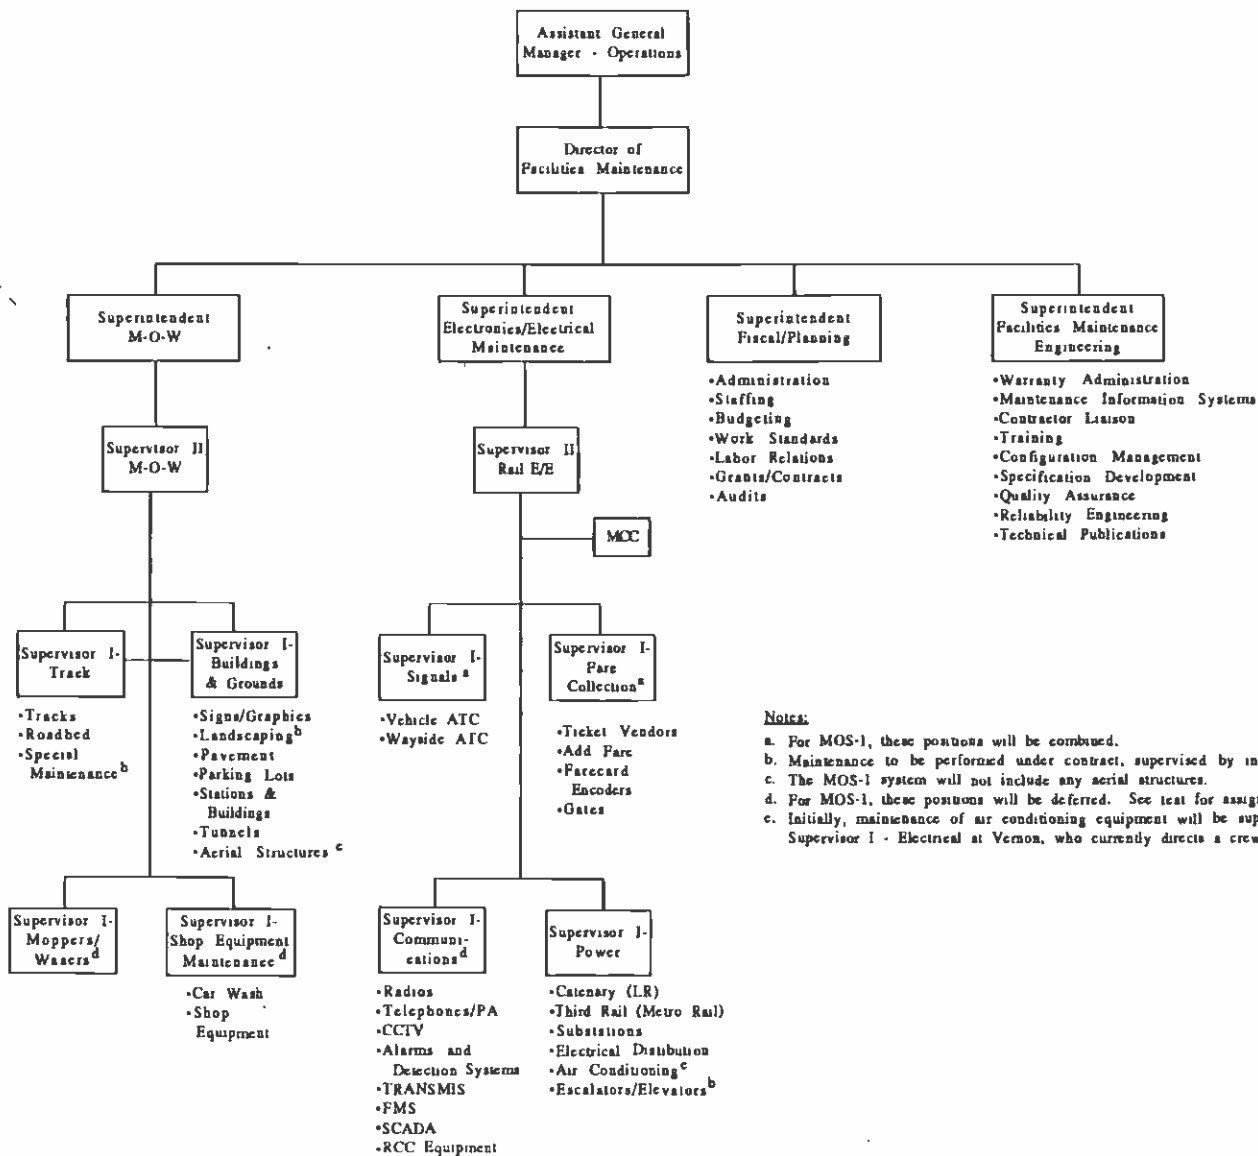 Assistant General
Manager - Operations
Director of
Facilities Maintenance
Superintendent
M-O-W
Superintendent
Electronics/Electrical
Maintenance
Superintendent
Fiscal/Planning
•Administration
•Staffing
•Budgeting
•Work Standards
•Labor Relations
•Grants/Contracts
•Audits
Superintendent
Facilities Maintenance
Engineering
•Warranty Administration
•Maintenance Information Systems
•Contractor Liaison
•Training
•Configuration Management
•Specification Development
•Quality Assurance
•Reliability Engineering
•Technical Publications
Supervisor II
M-O-W
Supervisor II
Rail E/E
MCC
Supervisor I-
Track
•Tracks
•Roadbed
•Special
Maintenance b
Supervisor I-
Buildings
& Grounds
•Signs/Graphics
•Landscaping b
•Pavement
•Parking Lots
•Stations &
Buildings
•Tunnels
•Aerial Structures c
Supervisor I-
Signals a
•Vehicle ATC
•Wayside ATC
Supervisor I-
Fare
Collection a
•Ticket Vendors
•Add Fare
•Farecard
Encoders
•Gates
Supervisor I-
Moppers/
Waxers d
Supervisor I-
Shop Equipment
Maintenance d
•Car Wash
•Shop
Equipment
Supervisor I-
Communi-
cations d
•Radios
•Telephones/PA
•CCTV
•Alarms and
Detection Systems
•TRANSMIS
•FMS
•SCADA
•RCC Equipment
Supervisor I-
Power
•Catenary (LR)
•Third Rail (Metro Rail)
•Substations
•Electrical Distribution
•Air Conditioning c
•Escalators/Elevators b
Notes:
a. For MOS-1, these positions will be combined.
b. Maintenance to be performed under contract, supervised by in
c. The MOS-1 system will not include any aerial structures.
d. For MOS-1, these positions will be deferred. See text for assign
e. Initially, maintenance of air conditioning equipment will be sup
Supervisor I - Electrical at Vernon, who currently directs a crew